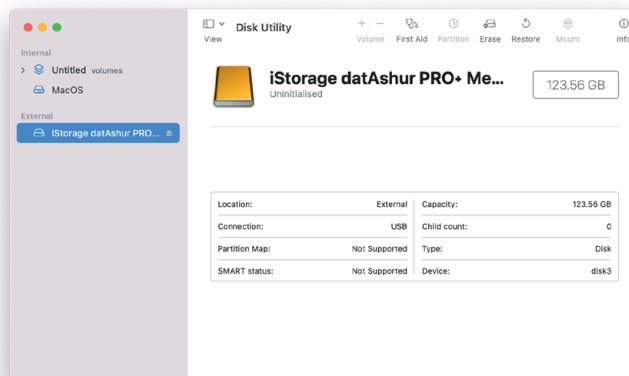 Disk Utility
View
Volume First Aid Partition Erase Restore Mount Info
Internal
Untitled volumes
MacOS
External
iStorage datAshur PRO...
iStorage datAshur PRO+ Me...
Uninitialised
123.56 GB
Location: External
Capacity: 123.56 GB
Connection: USB
Child count: 0
Partition Map: Not Supported
Type: Disk
SMART status: Not Supported
Device: disk3